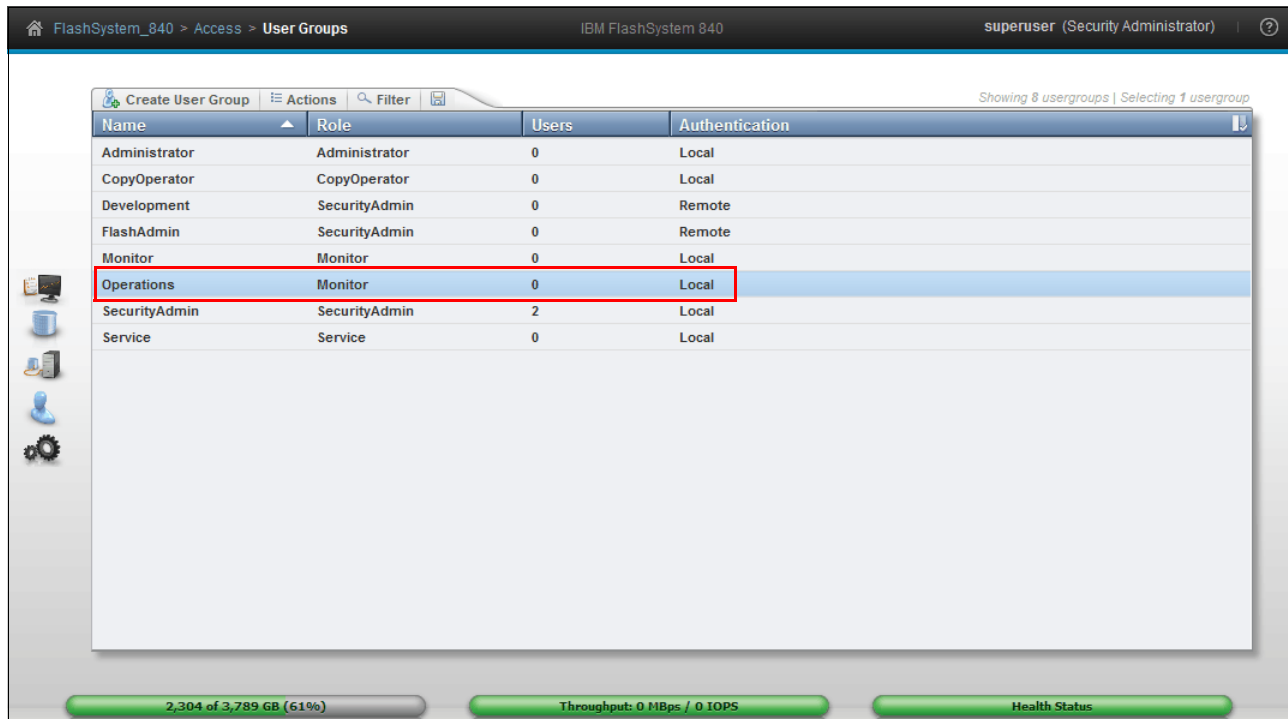 FlashSystem_840 > Access > User Groups IBM FlashSystem 840 superuser (Security Administrator)
Create User Group Actions Filter Showing 8 usergroups | Selecting 1 usergroup
Name Role Users Authentication
Administrator Administrator 0 Local
CopyOperator CopyOperator 0 Local
Development SecurityAdmin 0 Remote
FlashAdmin SecurityAdmin 0 Remote
Monitor Monitor 0 Local
Operations Monitor 0 Local
SecurityAdmin SecurityAdmin 2 Local
Service Service 0 Local
2,304 of 3,789 GB (61%) Throughput: 0 MBps / 0 IOPS Health Status